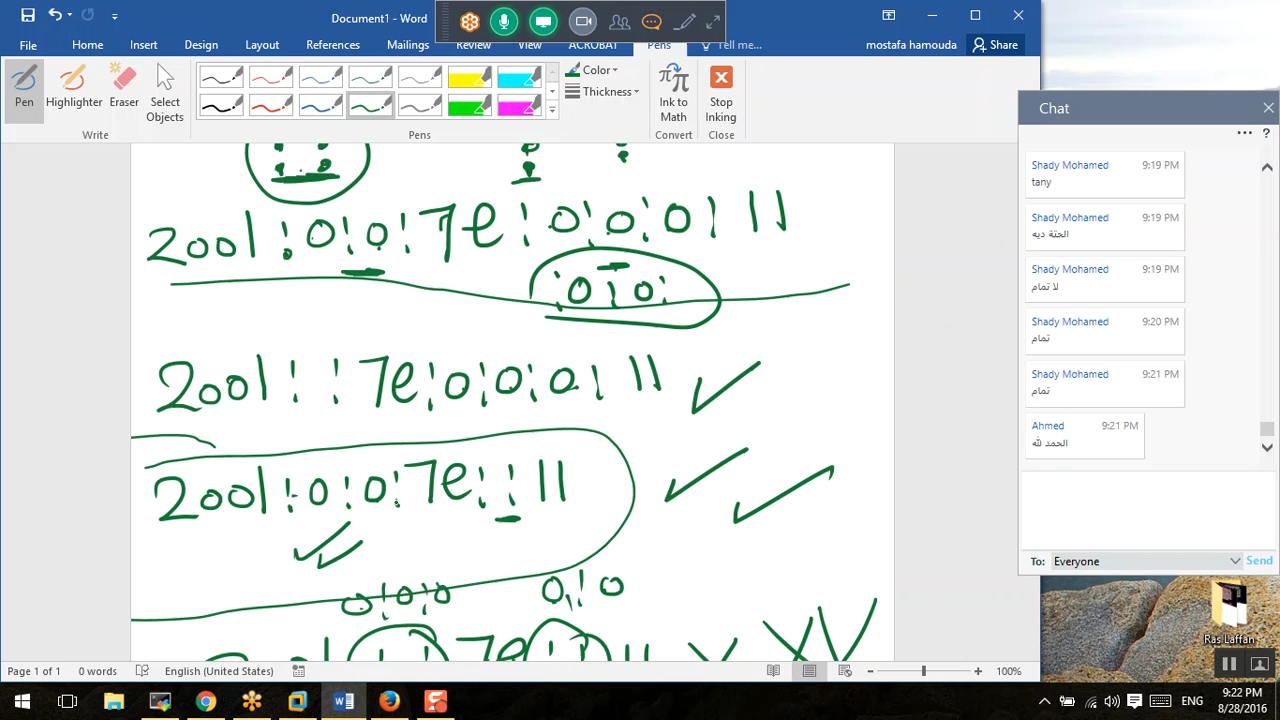 Document1 - Word
File Home Insert Design Layout References Mailings Review View ACROBAT Pens Tell me... mostafa hamouda Share
Pen Highlighter Eraser Select Objects
Color
Thickness
Ink to Math
Stop Inking
Write Pens Convert Close
2001:0:0:7e:0:0:0:11
:0:0:
2001::7e:0:0:0:11
2001:0:0:7e::11
0:0:0 0:0
Chat
Shady Mohamed 9:19 PM
tany
Shady Mohamed 9:19 PM
الحتة ديه
Shady Mohamed 9:19 PM
لا تمام
Shady Mohamed 9:20 PM
تمام
Shady Mohamed 9:21 PM
تمام
Ahmed 9:21 PM
الحمد لله
To: Everyone Send
Ras Laffan
Page 1 of 1 0 words English (United States) 100%
ENG 9:22 PM
8/28/2016